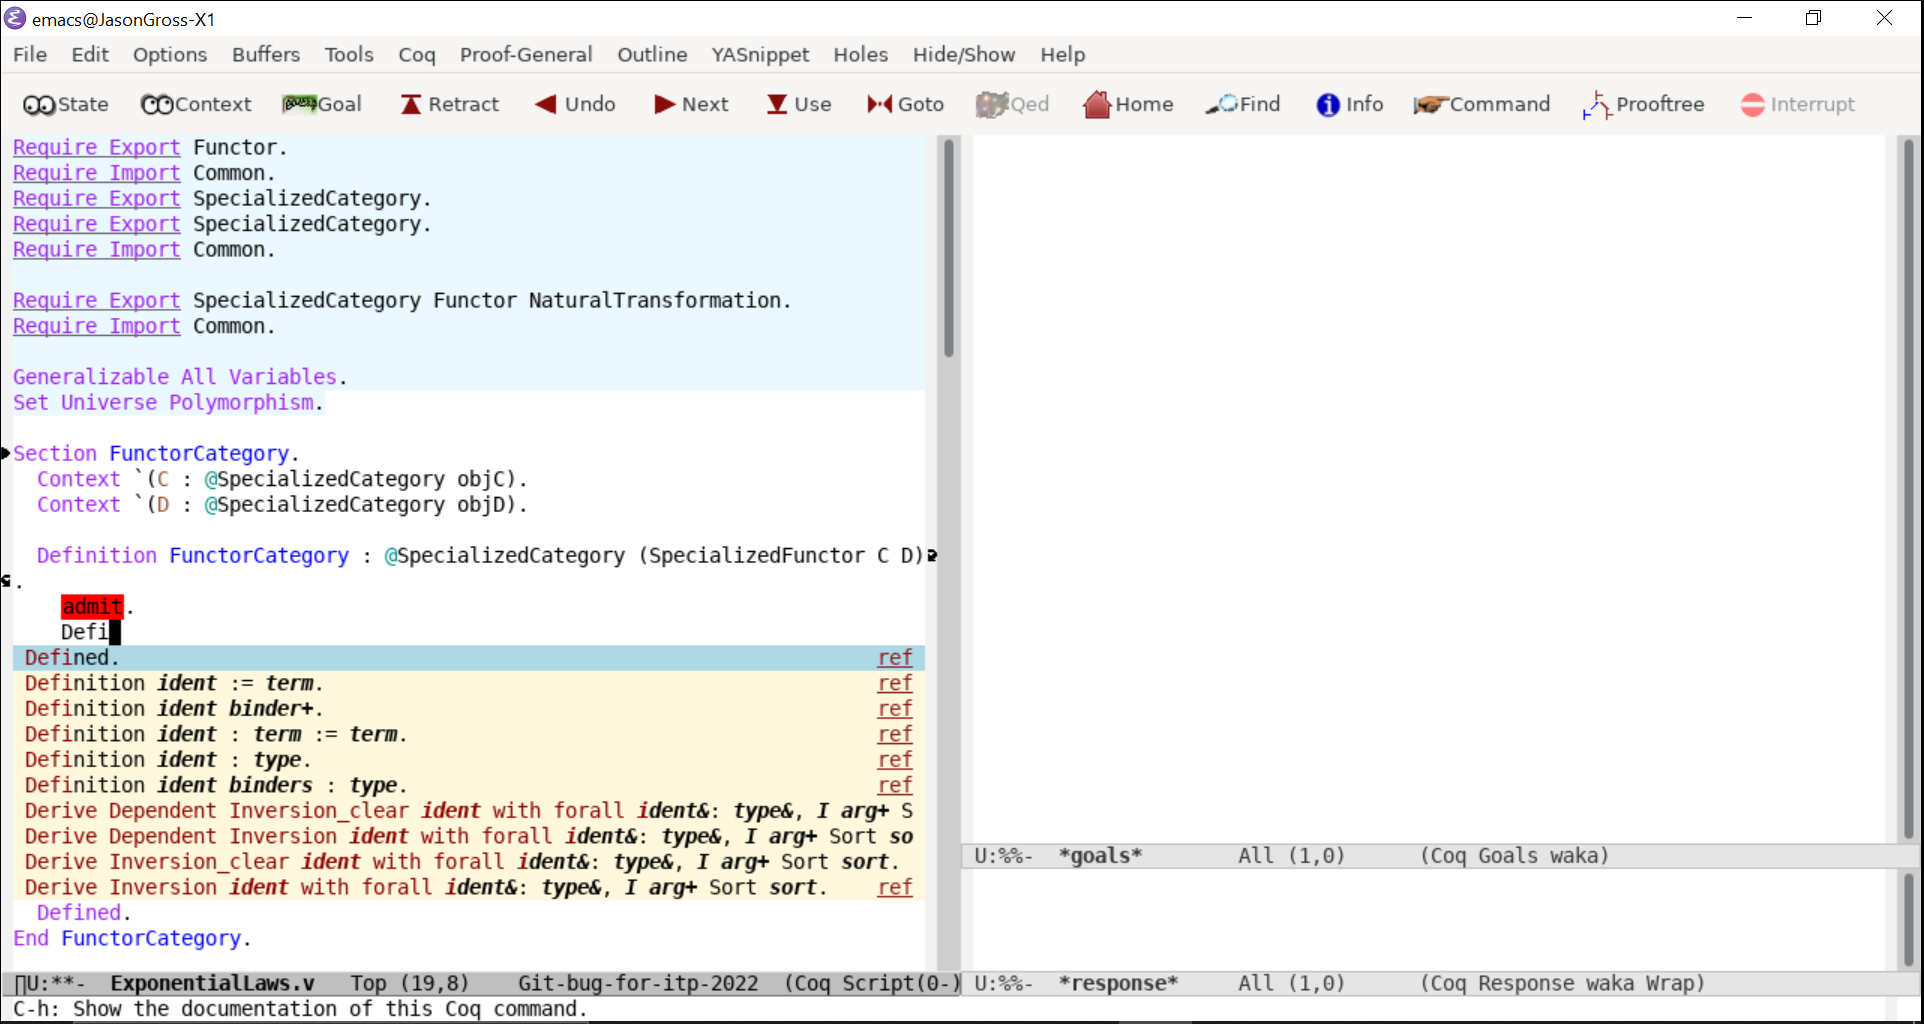 emacs@JasonGross-X1
File Edit Options Buffers Tools Coq Proof-General Outline YASnippet Holes Hide/Show Help
State Context Goal Retract Undo Next Use Goto Qed Home Find Info Command Prooftree Interrupt
Require Export Functor.
Require Import Common.
Require Export SpecializedCategory.
Require Export SpecializedCategory.
Require Import Common.
Require Export SpecializedCategory Functor NaturalTransformation.
Require Import Common.
Generalizable All Variables.
Set Universe Polymorphism.
Section FunctorCategory.
Context `(C : @SpecializedCategory objC).
Context `(D : @SpecializedCategory objD).
Definition FunctorCategory : @SpecializedCategory (SpecializedFunctor C D)
.
admit.
Defi
Defined. ref
Definition ident := term. ref
Definition ident binder+. ref
Definition ident : term := term. ref
Definition ident : type. ref
Definition ident binders : type. ref
Derive Dependent Inversion_clear ident with forall ident&: type&, I arg+ S
Derive Dependent Inversion ident with forall ident&: type&, I arg+ Sort so
Derive Inversion_clear ident with forall ident&: type&, I arg+ Sort sort.
Derive Inversion ident with forall ident&: type&, I arg+ Sort sort. ref
Defined.
End FunctorCategory.
U:**- ExponentialLaws.v Top (19,8) Git-bug-for-itp-2022 (Coq Script(0-)
C-h: Show the documentation of this Coq command.
U:%%- *goals* All (1,0) (Coq Goals waka)
U:%%- *response* All (1,0) (Coq Response waka Wrap)